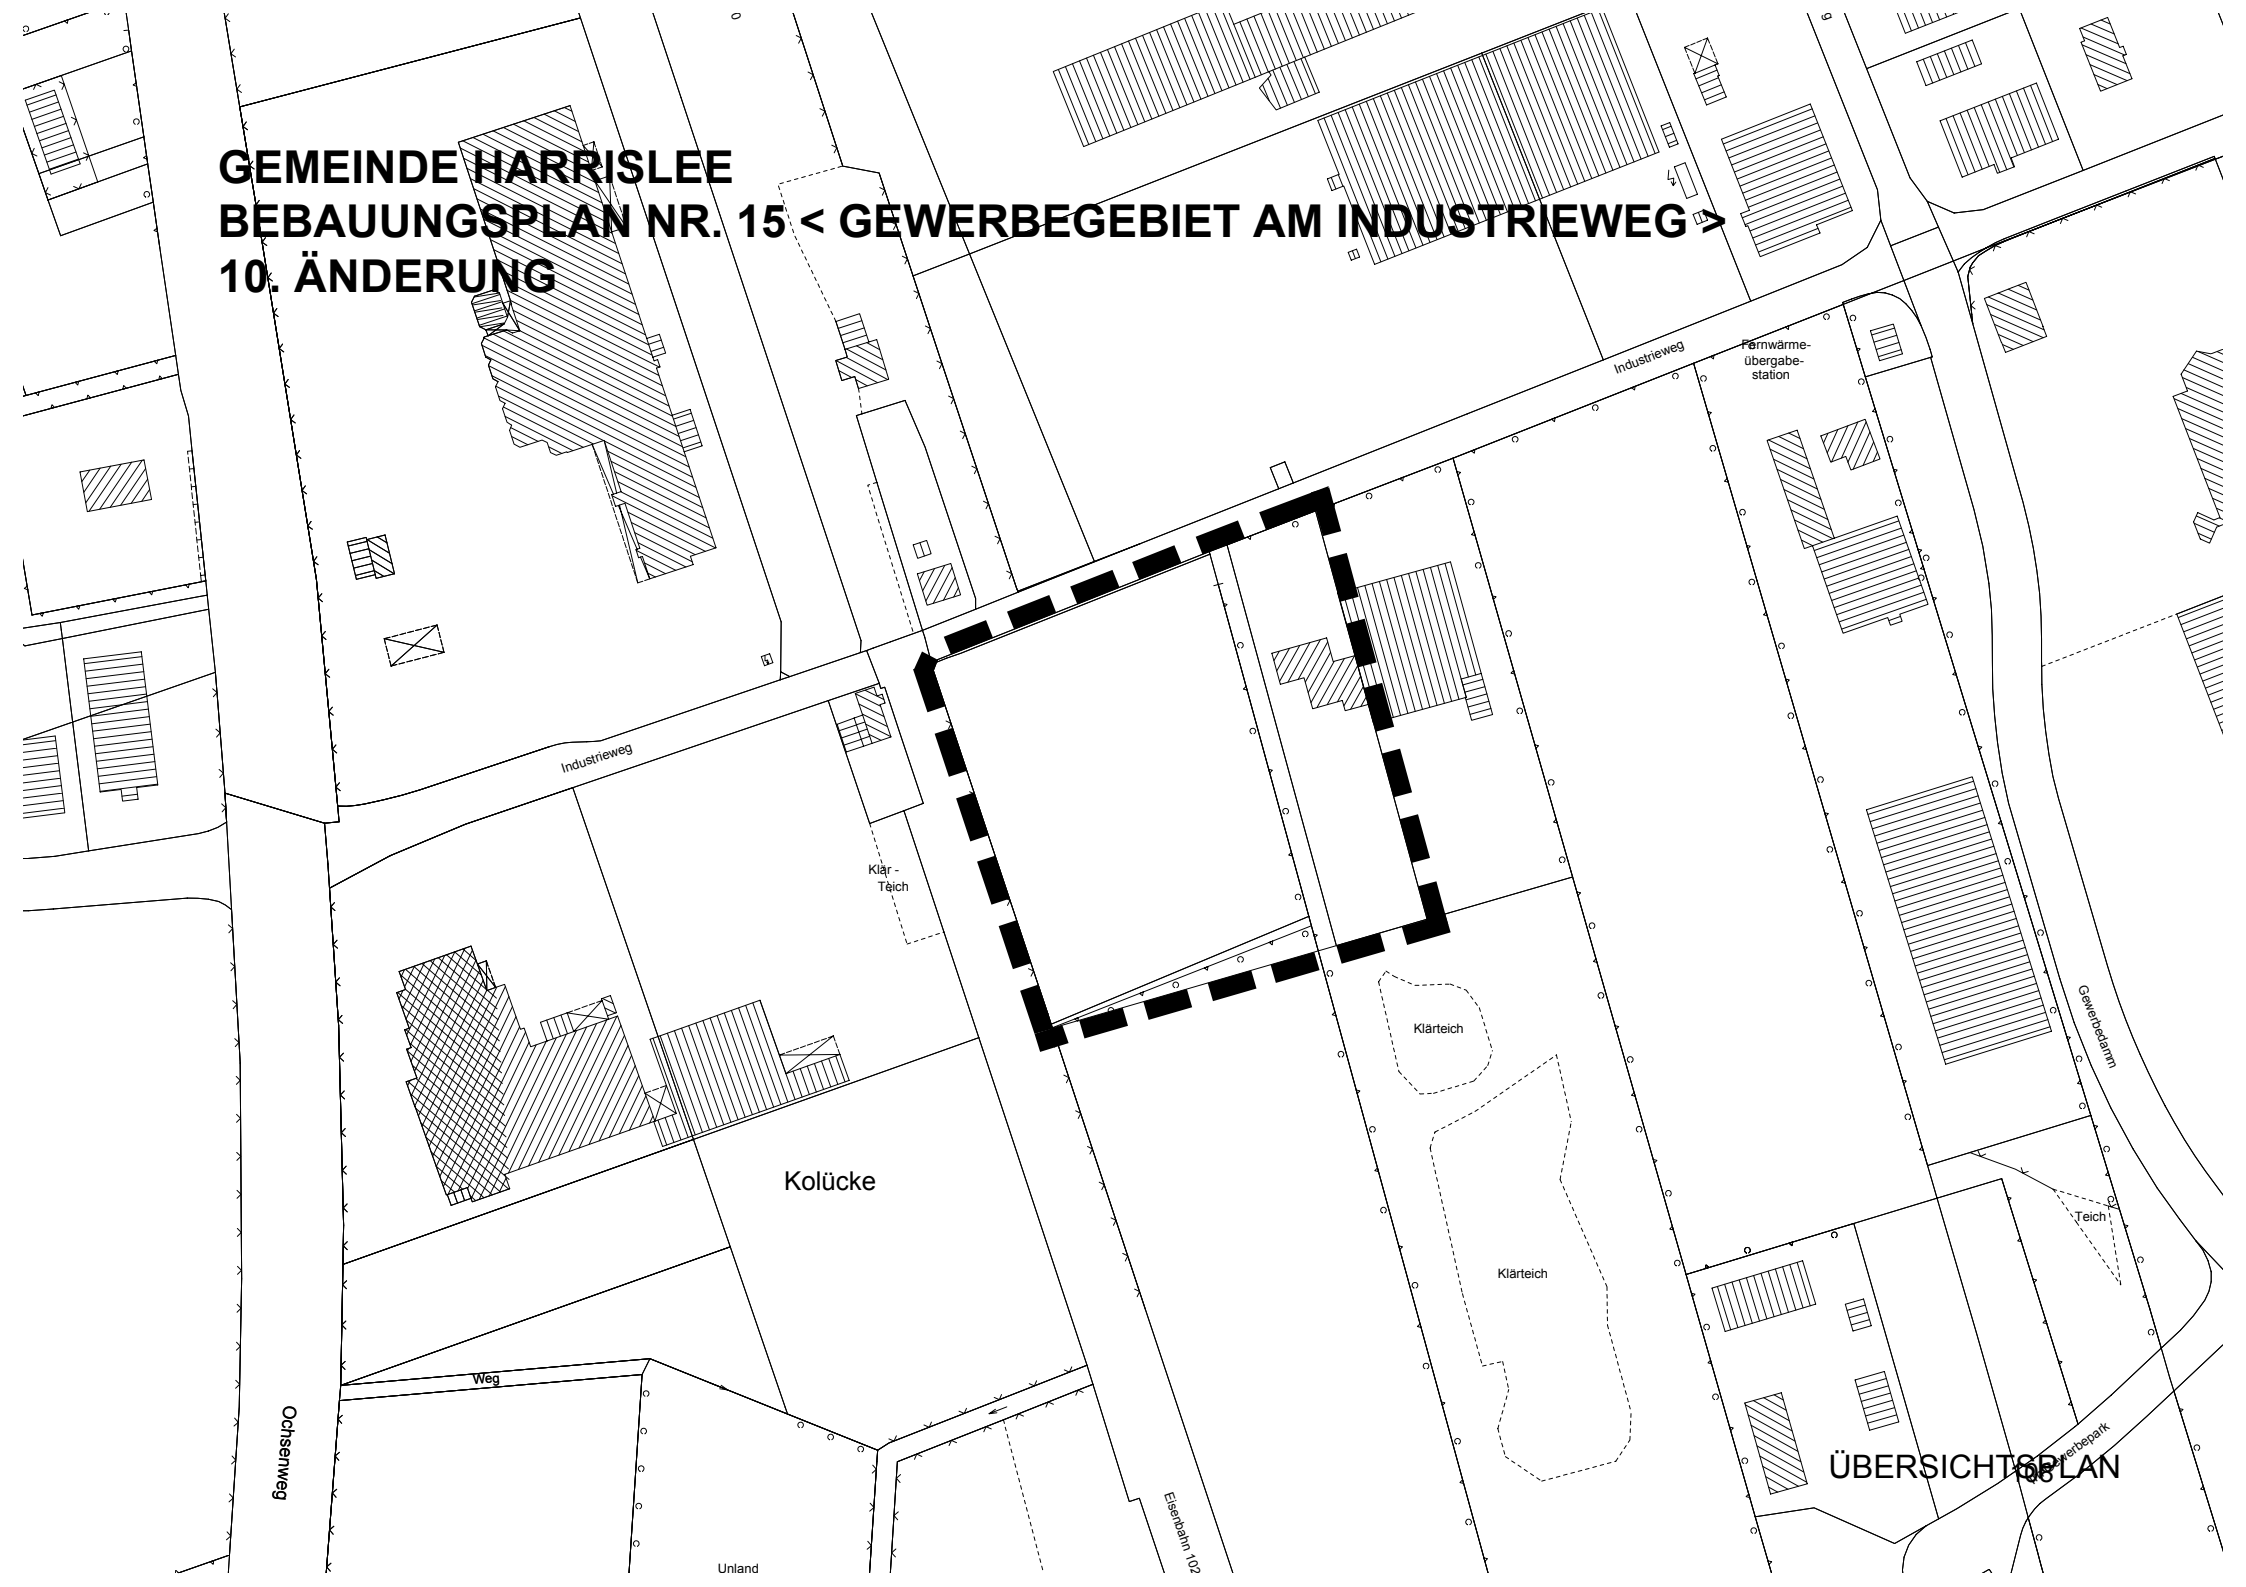 GEMEINDE HARRISLEE
BEBAUUNGSPLAN NR. 15 < GEWERBEGEBIET AM INDUSTRIEWEG >
10. ÄNDERUNG
Industrieweg
Fernwärme-
übergabe-
station
Industrieweg
Klär -
Teich
Klärteich
Gewerbedamm
Kolücke
Teich
Klärteich
Weg
Ochsenweg
ÜBERSICHTSPLAN
Eisenbahn 102
Unland